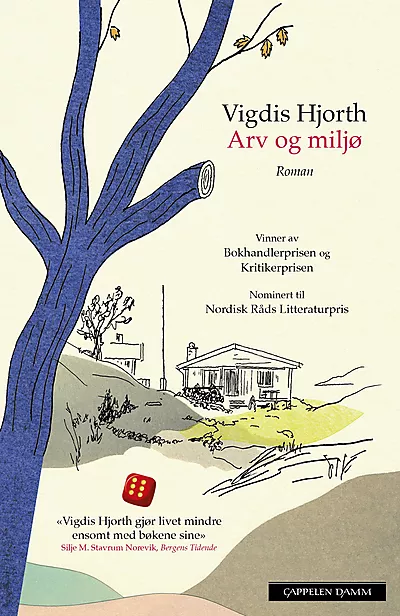 Vigdis Hjorth
Arv og miljø
Roman
Vinner av
Bokhandlerprisen og
Kritikerprisen
Nominert til
Nordisk Råds Litteraturpris
«Vigdis Hjorth gjør livet mindre
ensomt med bøkene sine»
Silje M. Stavrum Norevik, Bergens Tidende
CAPPELEN DAMM